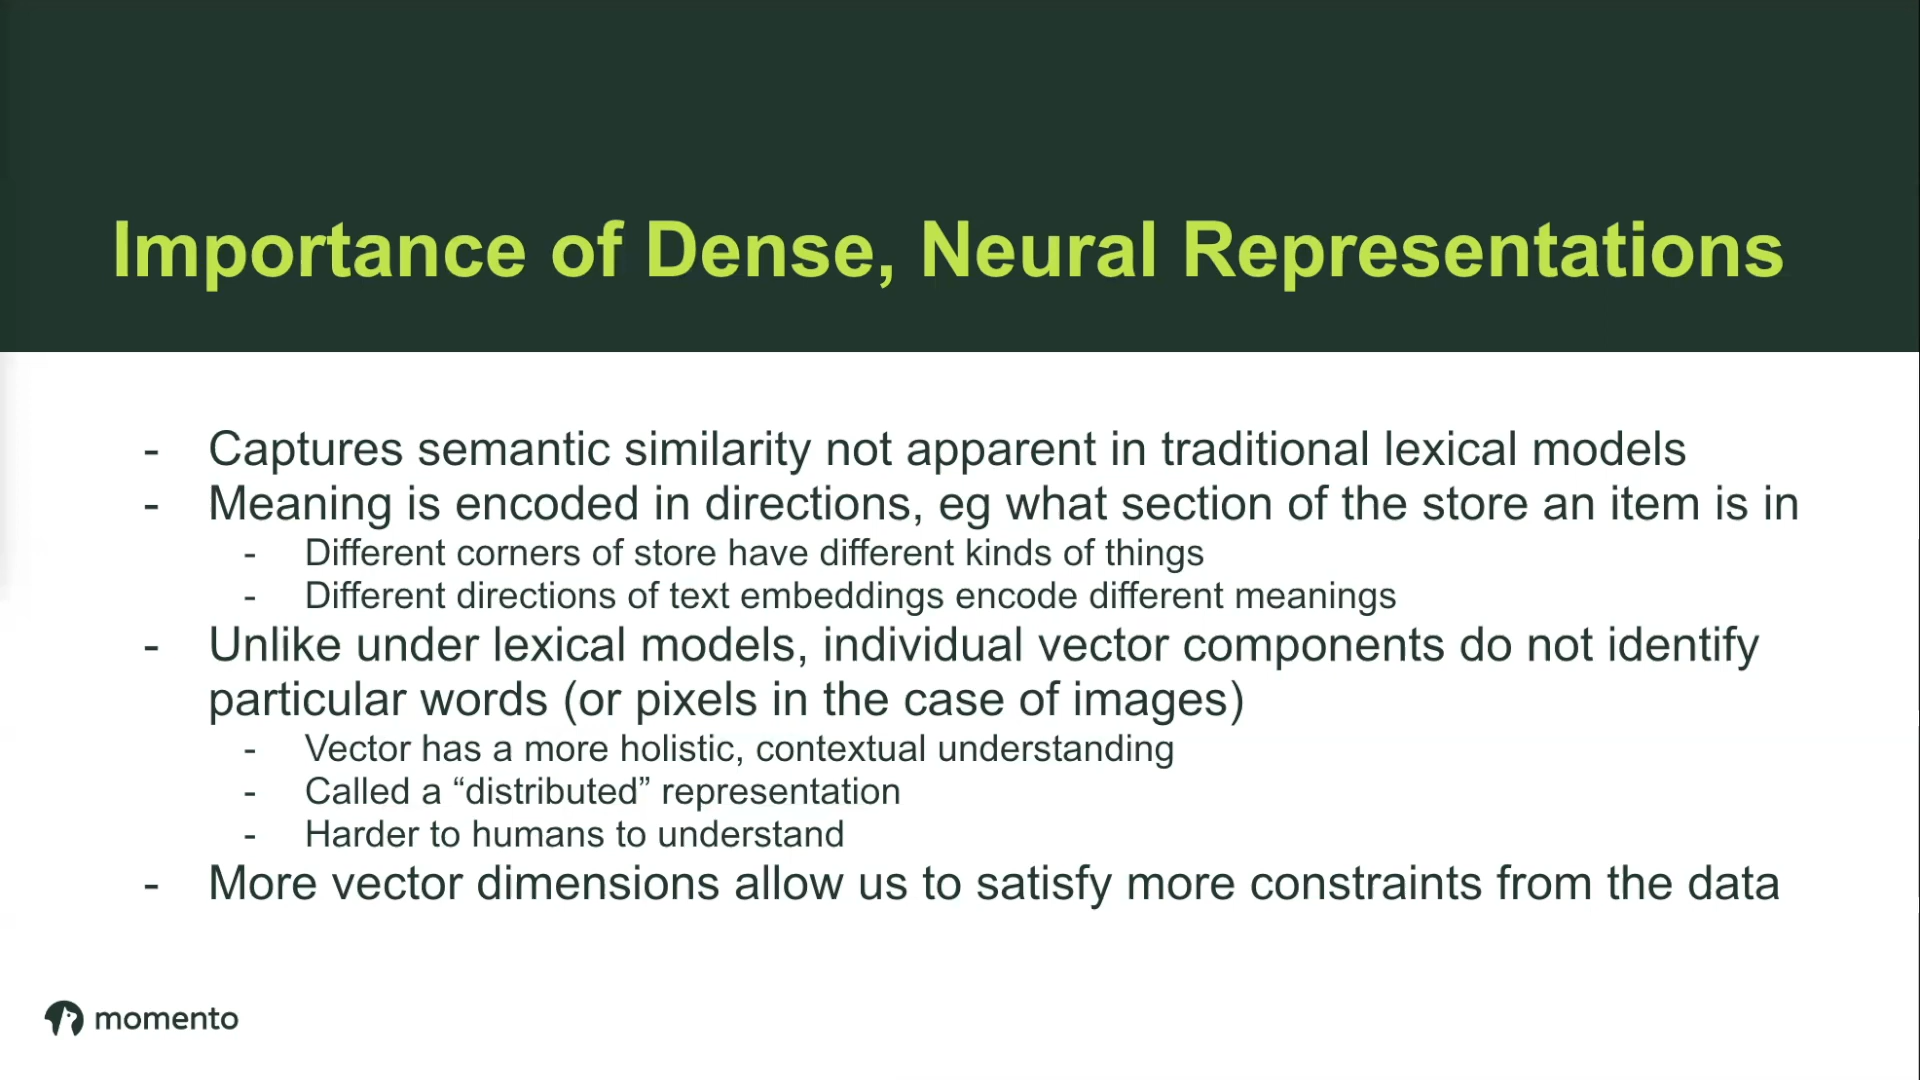 Importance of Dense, Neural Representations
- Captures semantic similarity not apparent in traditional lexical models
- Meaning is encoded in directions, eg what section of the store an item is in
- Different corners of store have different kinds of things
- Different directions of text embeddings encode different meanings
- Unlike under lexical models, individual vector components do not identify
particular words (or pixels in the case of images)
- Vector has a more holistic, contextual understanding
- Called a “distributed” representation
- Harder to humans to understand
- More vector dimensions allow us to satisfy more constraints from the data
momento